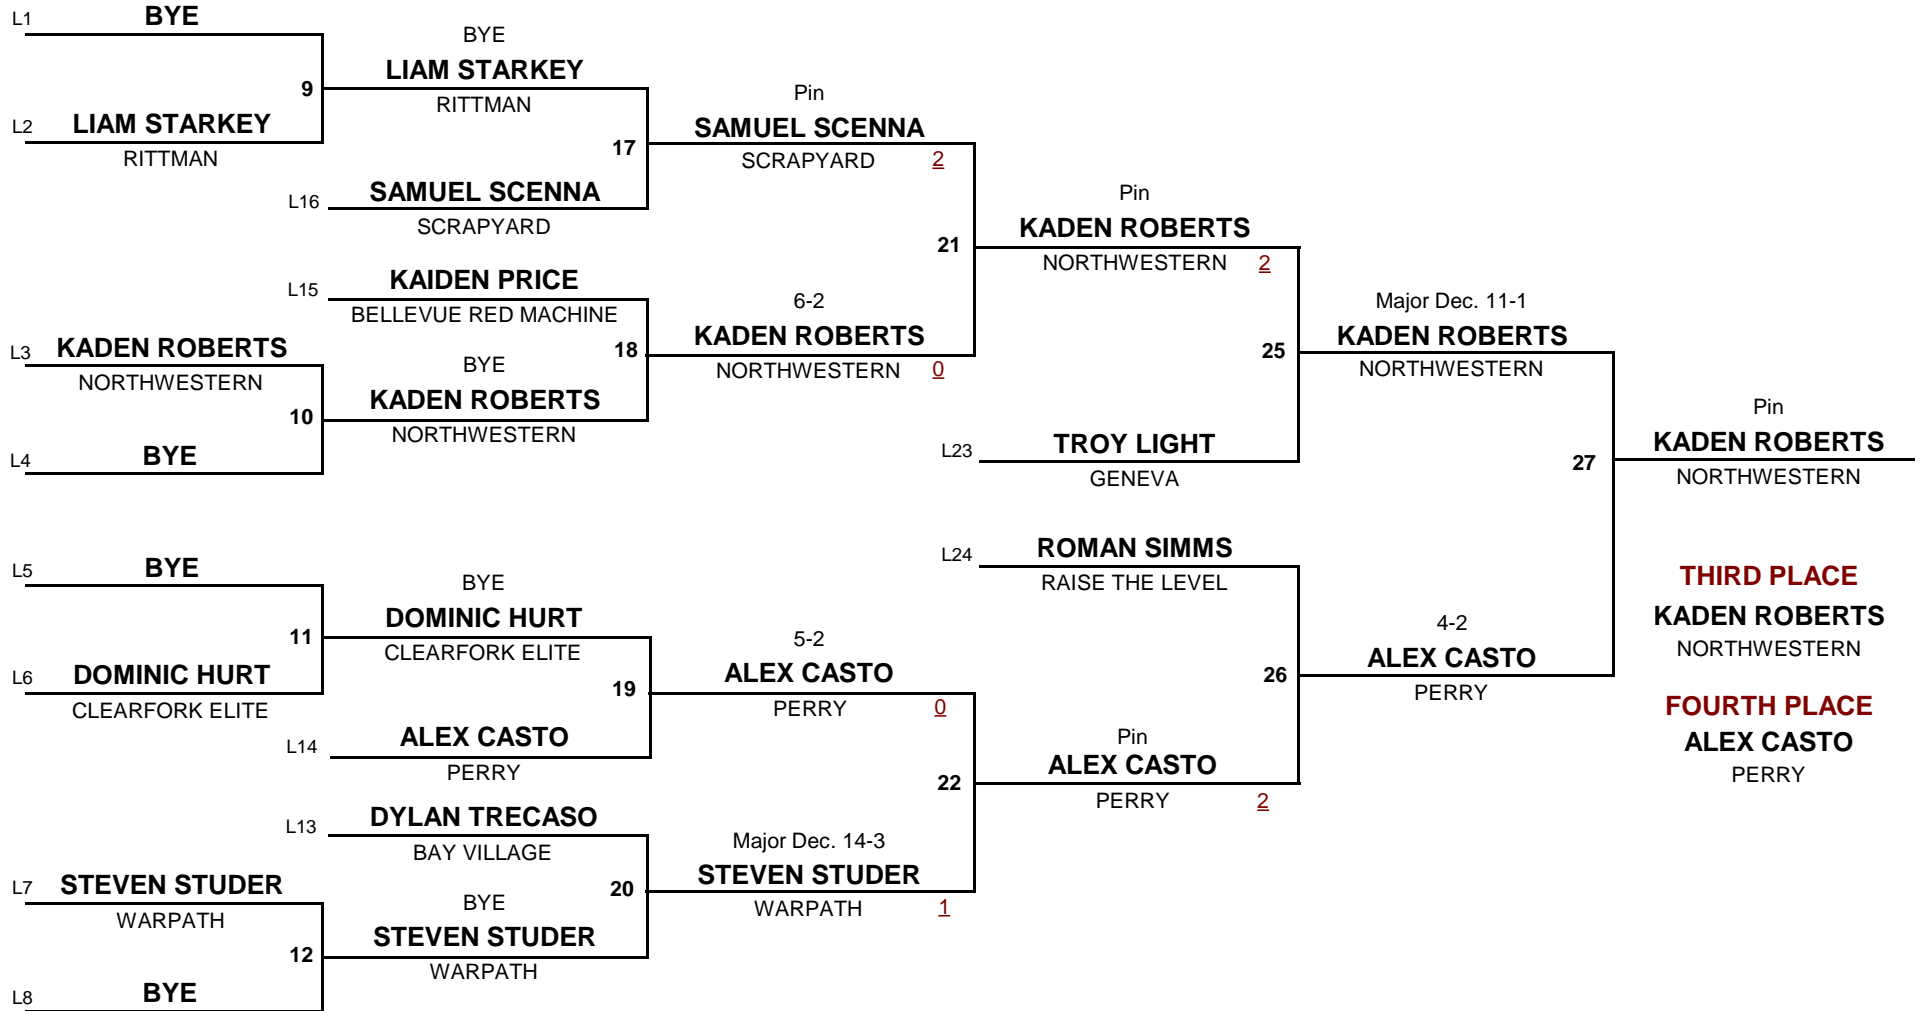 L1 BYE
BYE
LIAM STARKEY
9
RITTMAN
L2 LIAM STARKEY
RITTMAN
Pin
SAMUEL SCENNA
17
SCRAPYARD 2
L16 SAMUEL SCENNA
SCRAPYARD
Pin
KADEN ROBERTS
21
NORTHWESTERN 2
L15 KAIDEN PRICE
BELLEVUE RED MACHINE
6-2
KADEN ROBERTS
18
NORTHWESTERN 0
L3 KADEN ROBERTS
NORTHWESTERN
BYE
KADEN ROBERTS
10
NORTHWESTERN
L4 BYE
Major Dec. 11-1
KADEN ROBERTS
25
NORTHWESTERN
L23 TROY LIGHT
GENEVA
Pin
KADEN ROBERTS
27
NORTHWESTERN
L24 ROMAN SIMMS
RAISE THE LEVEL
L5 BYE
BYE
DOMINIC HURT
11
CLEARFORK ELITE
L6 DOMINIC HURT
CLEARFORK ELITE
5-2
ALEX CASTO
19
PERRY 0
L14 ALEX CASTO
PERRY
4-2
ALEX CASTO
26
PERRY
THIRD PLACE
KADEN ROBERTS
NORTHWESTERN
FOURTH PLACE
ALEX CASTO
PERRY
Pin
ALEX CASTO
22
PERRY 2
L13 DYLAN TRECASO
BAY VILLAGE
Major Dec. 14-3
STEVEN STUDER
20
WARPATH 1
L7 STEVEN STUDER
WARPATH
BYE
STEVEN STUDER
12
WARPATH
L8 BYE